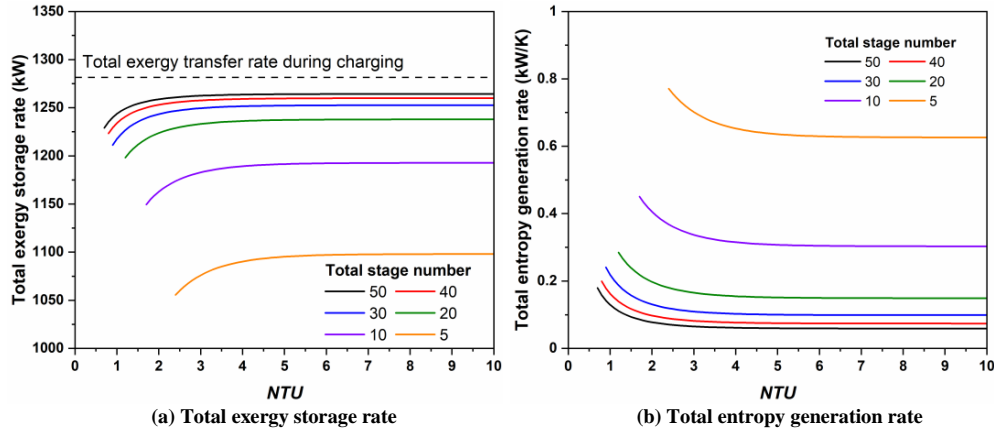 1350
1300
1250
1200
1150
1100
1050
1000
Total exergy storage rate (kW)
Total exergy transfer rate during charging
Total stage number
50 40
30 20
10 5
0 1 2 3 4 5 6 7 8 9 10
NTU
(a) Total exergy storage rate
1
0.8
0.6
0.4
0.2
0
Total entropy generation rate (kW/K)
Total stage number
50 40
30 20
10 5
0 1 2 3 4 5 6 7 8 9 10
NTU
(b) Total entropy generation rate